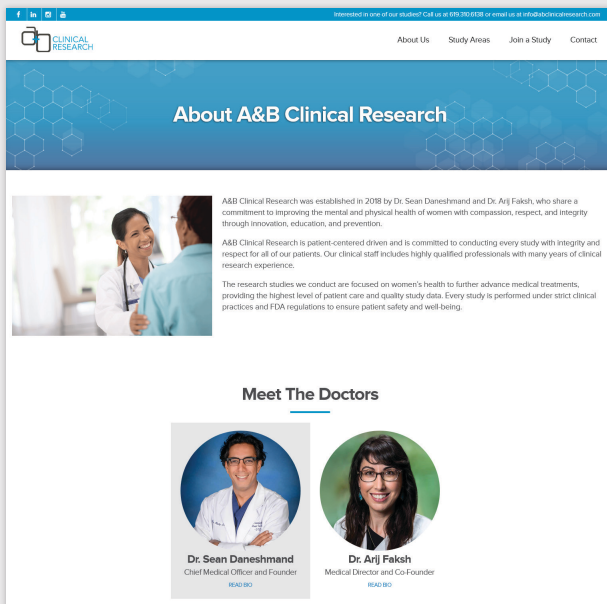 Interested in one of our studies? Call us at 619.310.6138 or email us at info@abclinicalresearch.com
CLINICAL
RESEARCH
About Us Study Areas Join a Study Contact
About A&B Clinical Research
A&B Clinical Research was established in 2018 by Dr. Sean Daneshmand and Dr. Arij Faksh, who share a
commitment to improving the mental and physical health of women with compassion, respect, and integrity
through innovation, education, and prevention.
A&B Clinical Research is patient-centered driven and is committed to conducting every study with integrity and
respect for all of our patients. Our clinical staff includes highly qualified professionals with many years of clinical
research experience.
The research studies we conduct are focused on women's health to further advance medical treatments,
providing the highest level of patient care and quality study data. Every study is performed under strict clinical
practices and FDA regulations to ensure patient safety and well-being.
Meet The Doctors
Dr. Sean Daneshmand
Chief Medical Officer and Founder
READ BIO
Dr. Arij Faksh
Medical Director and Co-Founder
READ BIO